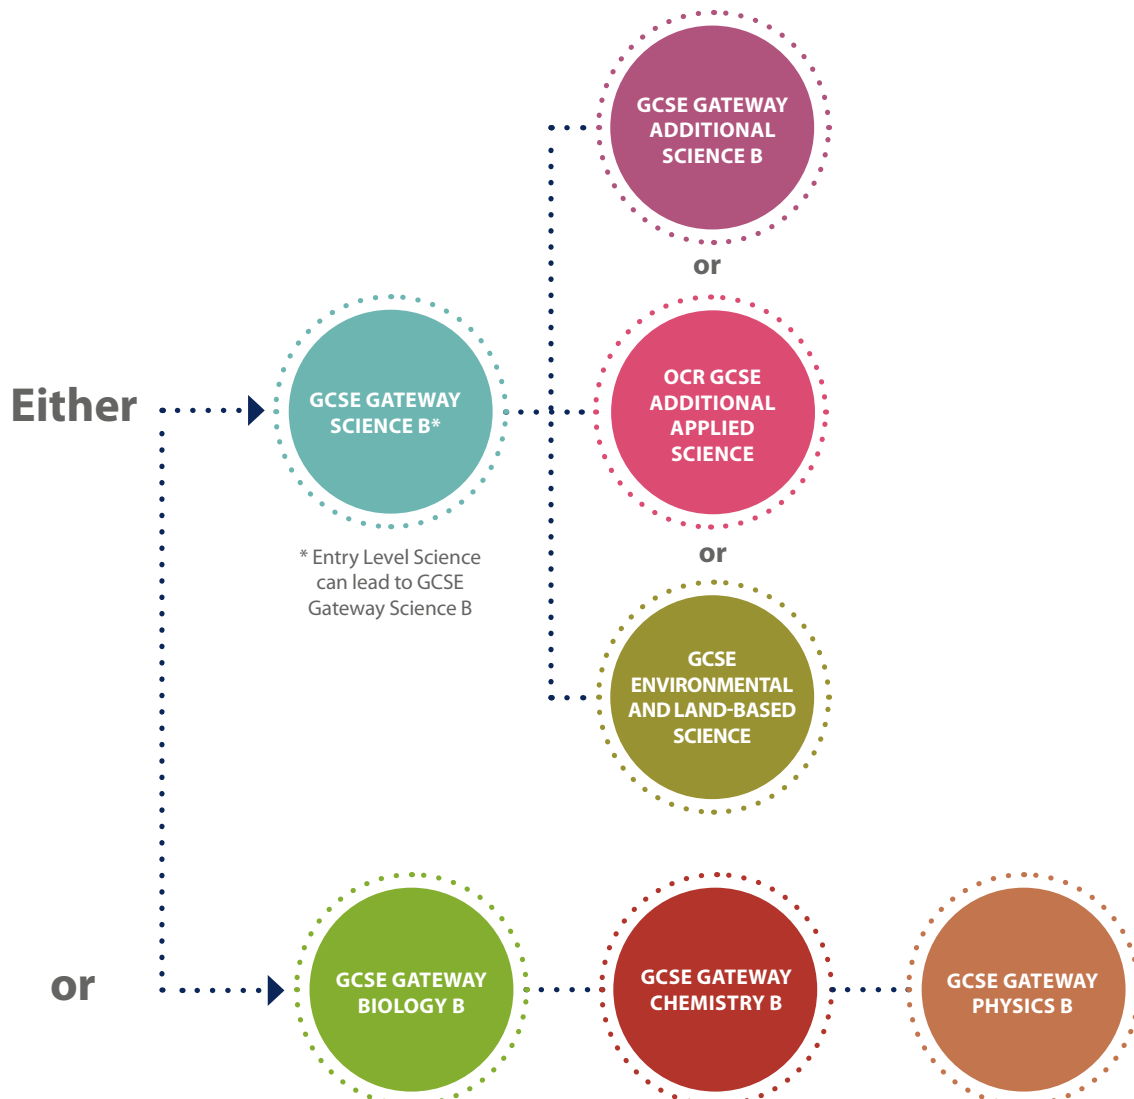 GCSE GATEWAY
ADDITIONAL
SCIENCE B
or
Either
GCSE GATEWAY
SCIENCE B*
OCR GCSE
ADDITIONAL
APPLIED
SCIENCE
* Entry Level Science
can lead to GCSE
Gateway Science B
or
GCSE
ENVIRONMENTAL
AND LAND-BASED
SCIENCE
or
GCSE GATEWAY
BIOLOGY B
GCSE GATEWAY
CHEMISTRY B
GCSE GATEWAY
PHYSICS B